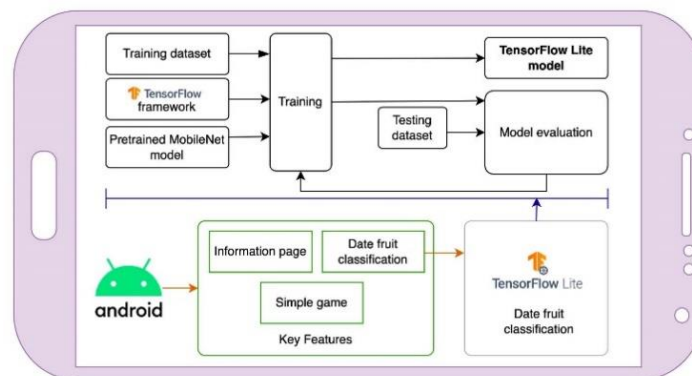 Training dataset
TensorFlow
framework
Pretrained MobileNet
model
Training
TensorFlow Lite
model
Testing
dataset
Model evaluation
android
Information page
Date fruit
classification
Simple game
Key Features
TensorFlow Lite
Date fruit
classification